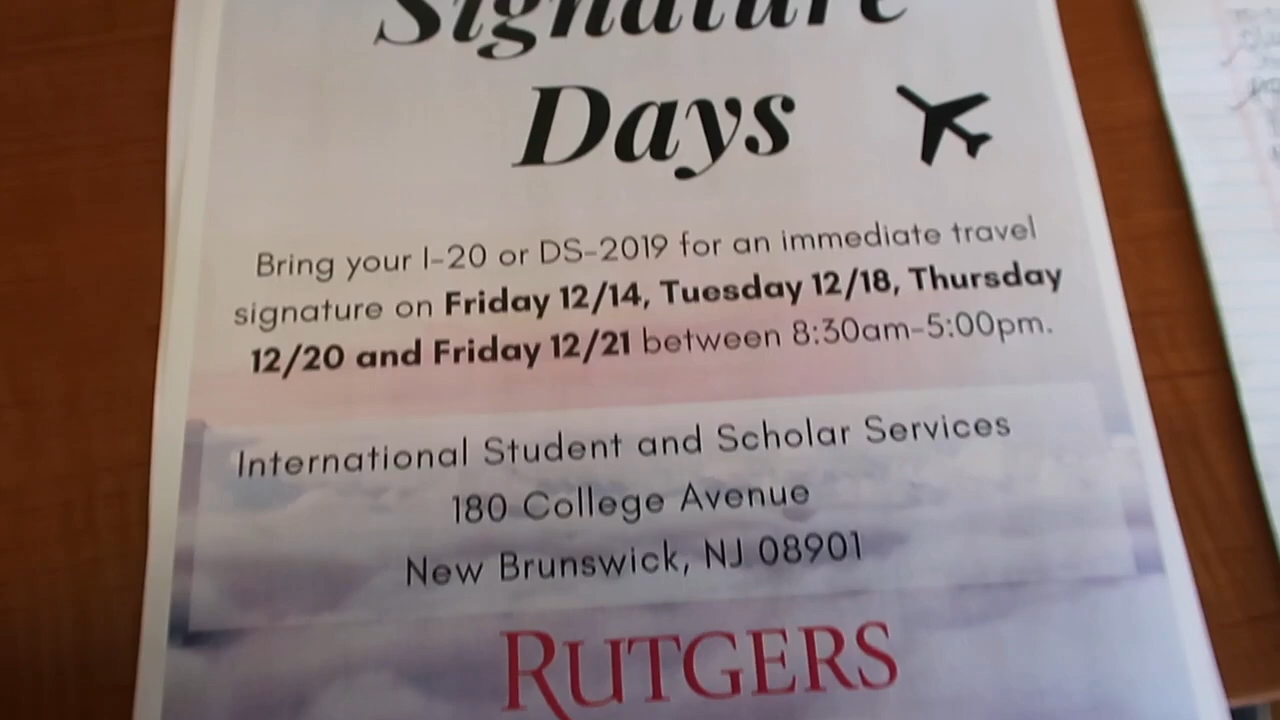 Signature
Days
Bring your I-20 or DS-2019 for an immediate travel
signature on Friday 12/14, Tuesday 12/18, Thursday
12/20 and Friday 12/21 between 8:30am-5:00pm.
International Student and Scholar Services
180 College Avenue
New Brunswick, NJ 08901
RUTGERS